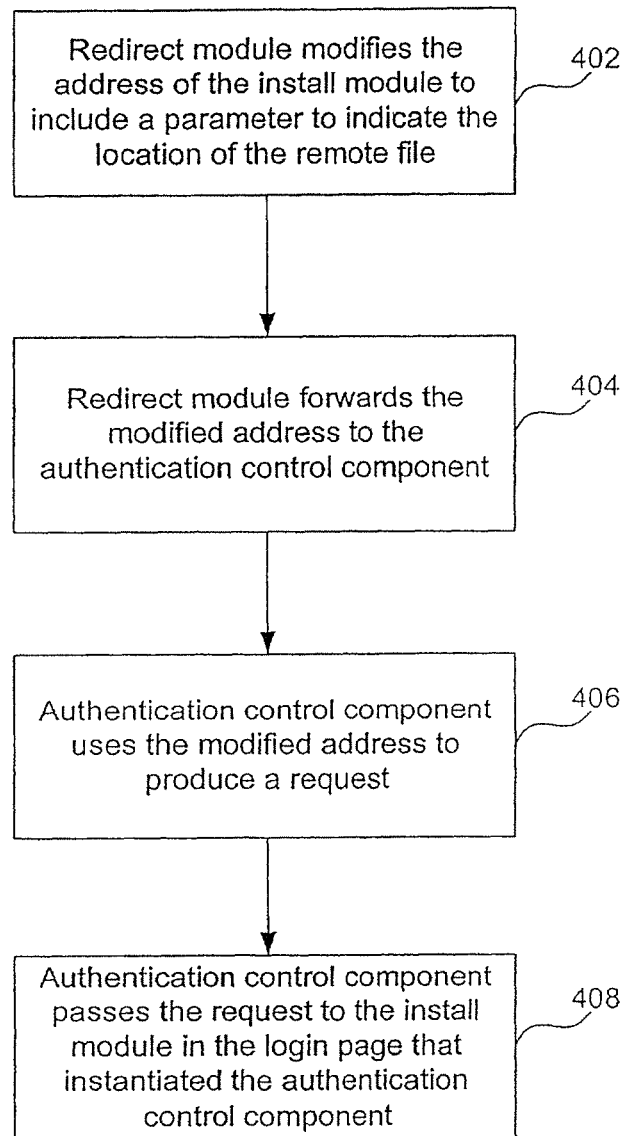 Redirect module modifies the
address of the install module to
include a parameter to indicate the
location of the remote file
402
Redirect module forwards the
modified address to the
authentication control component
404
Authentication control component
uses the modified address to
produce a request
406
Authentication control component
passes the request to the install
module in the login page that
instantiated the authentication
control component
408